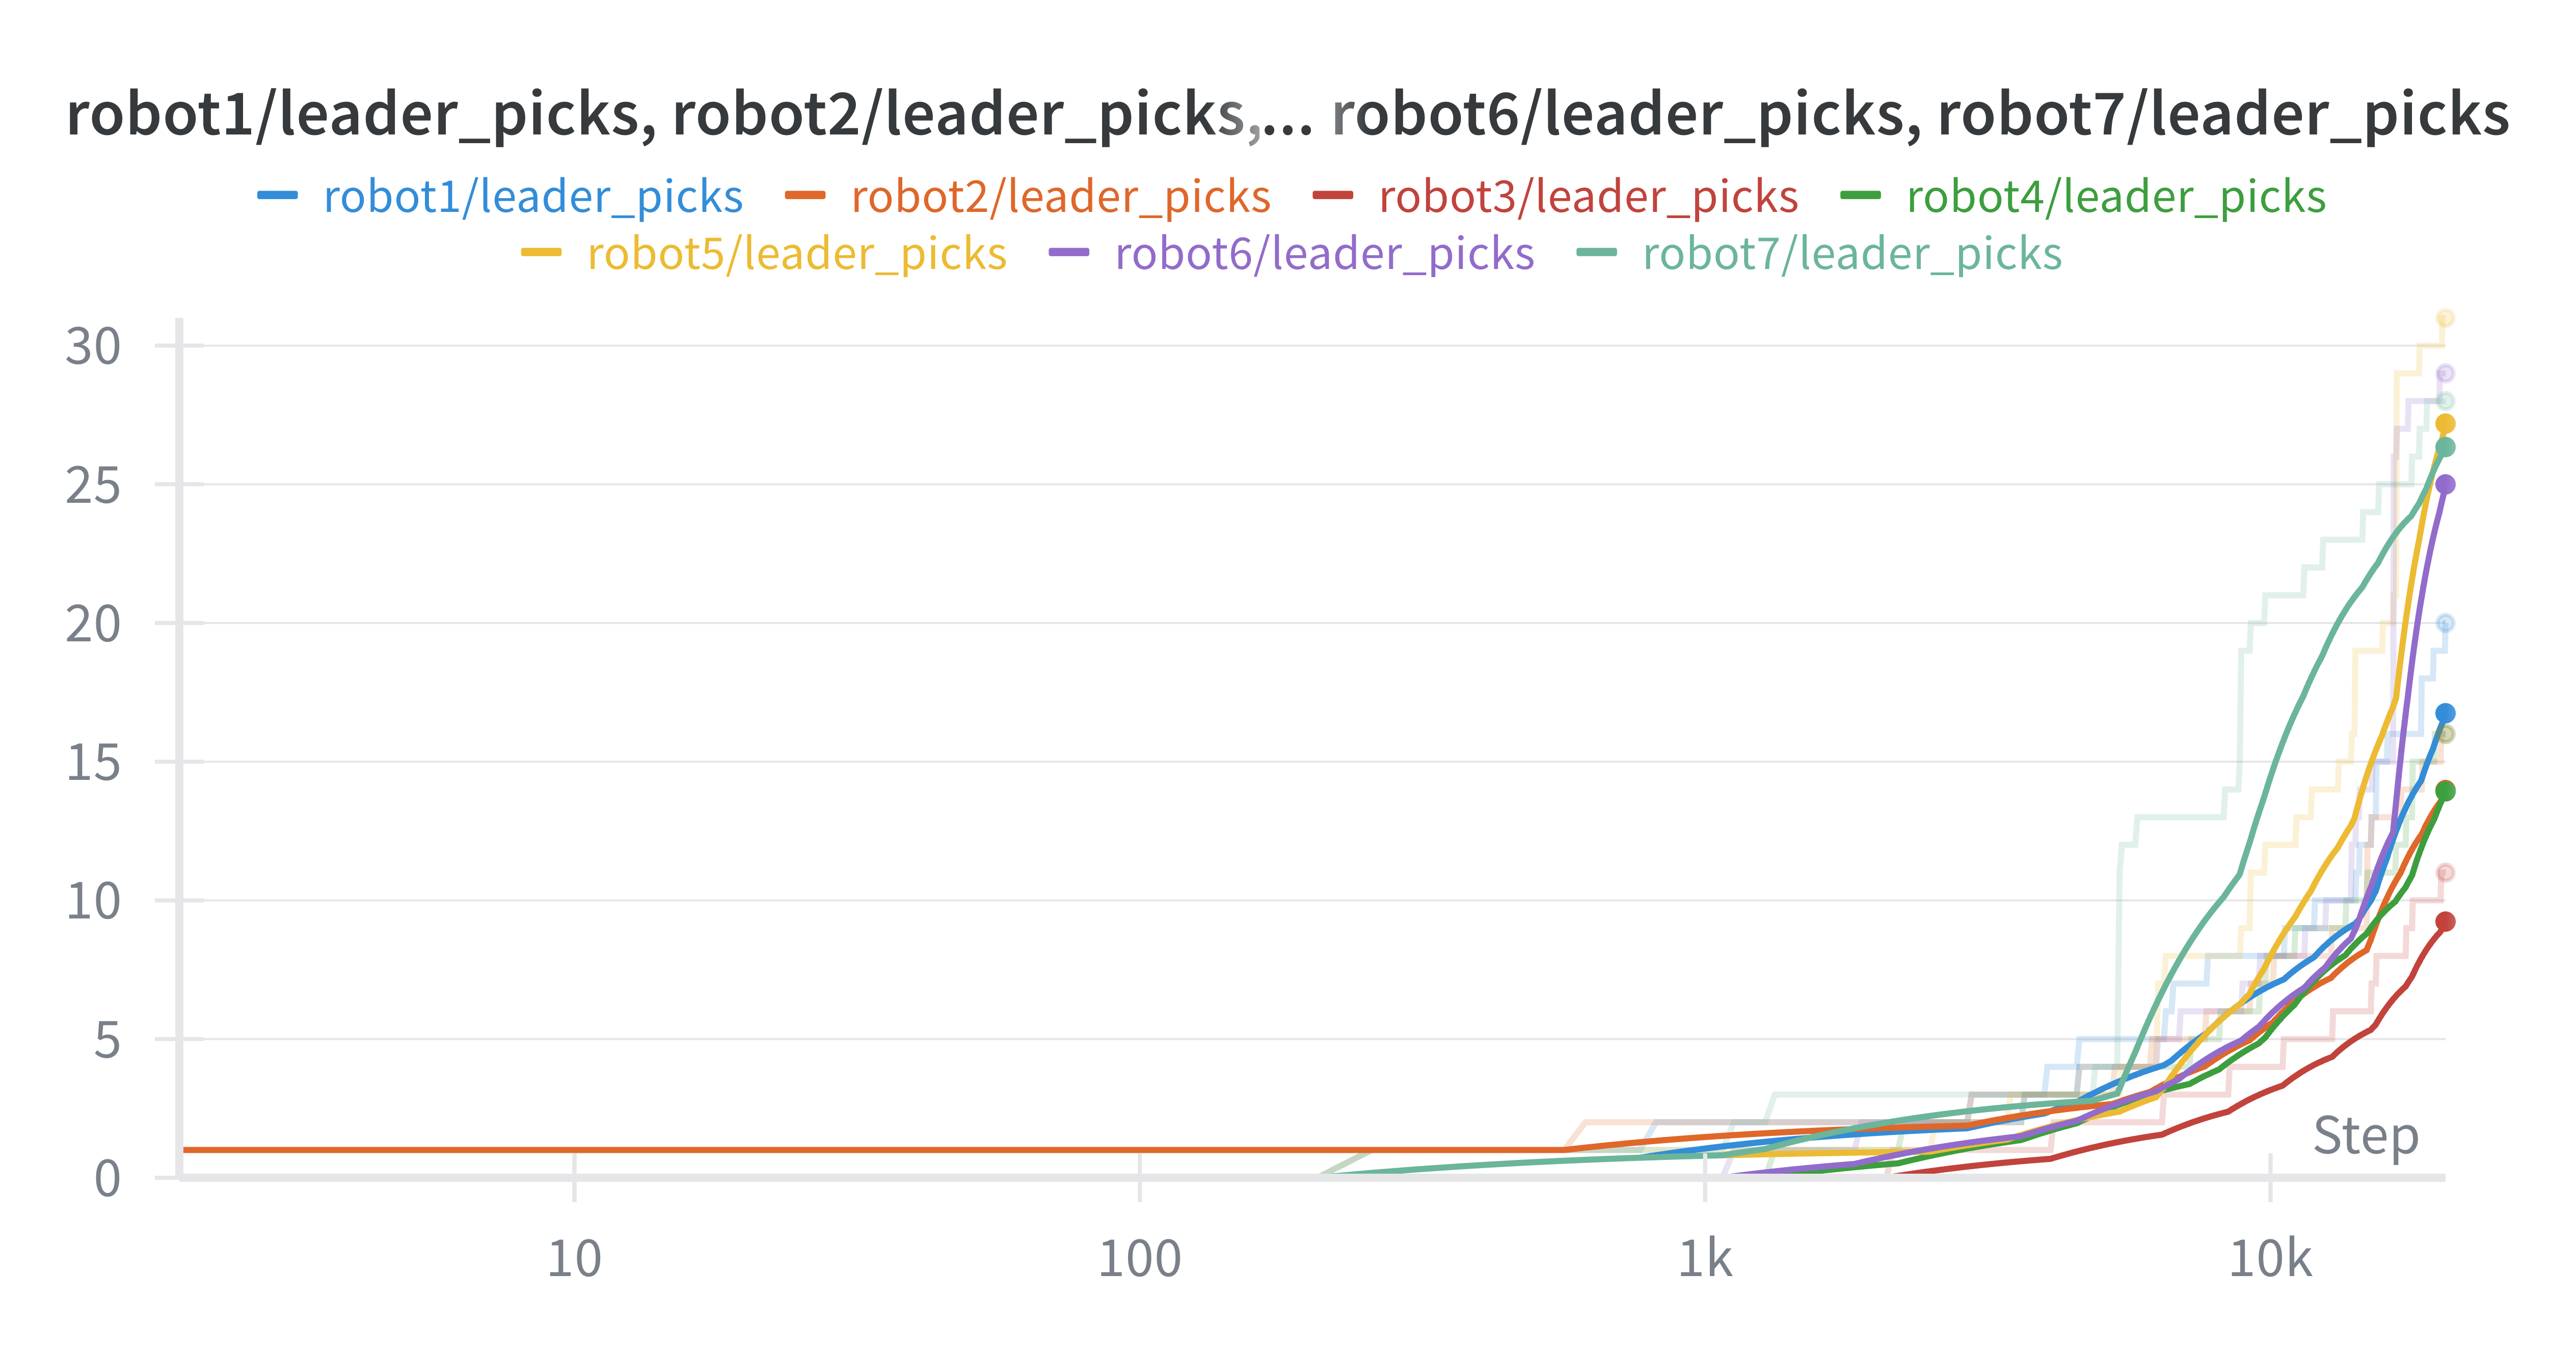 robot1/leader_picks, robot2/leader_picks,... robot6/leader_picks, robot7/leader_picks
robot1/leader_picks robot2/leader_picks robot3/leader_picks robot4/leader_picks
robot5/leader_picks robot6/leader_picks robot7/leader_picks
30
25
20
15
10
5
Step
0
10 100 1k 10k